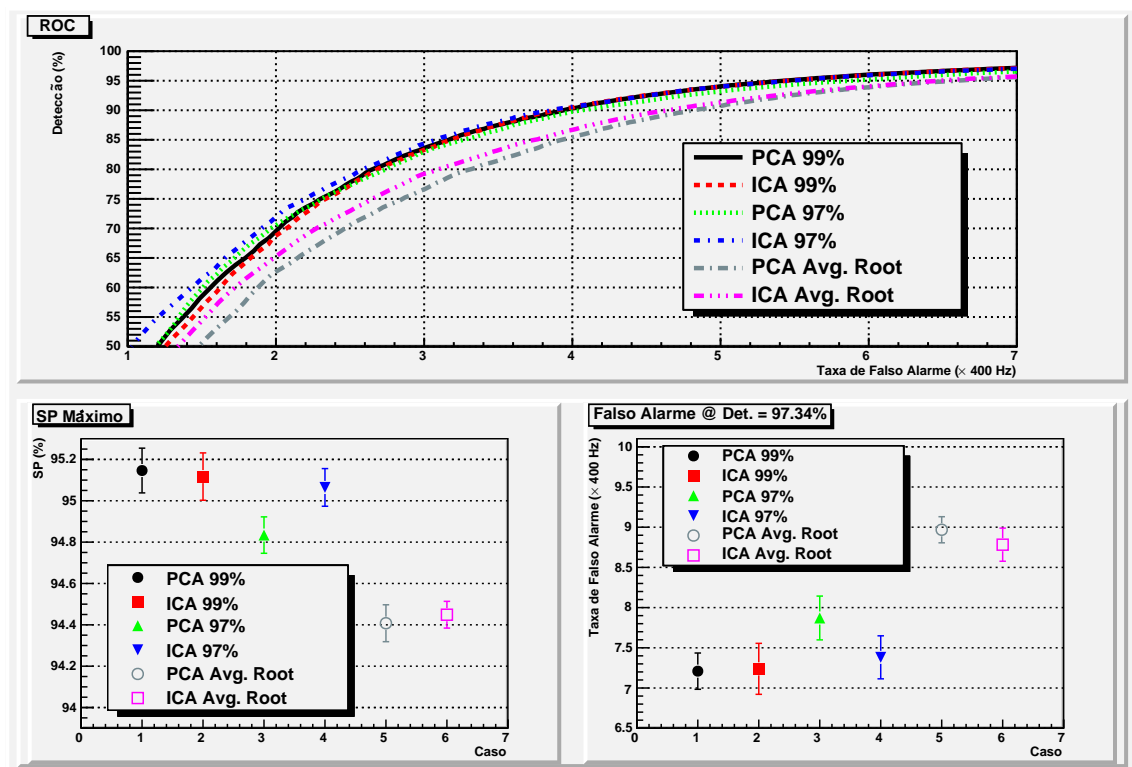 ROC
Detecção (%)
100
95
90
85
80
75
70
65
60
55
50
1 2 3 4 5 6 7
Taxa de Falso Alarme (× 400 Hz)
PCA 99%
ICA 99%
PCA 97%
ICA 97%
PCA Avg. Root
ICA Avg. Root
SP Máximo
SP (%)
95.2
95
94.8
94.6
94.4
94.2
94
0 1 2 3 4 5 6 7
Caso
PCA 99%
ICA 99%
PCA 97%
ICA 97%
PCA Avg. Root
ICA Avg. Root
Falso Alarme @ Det. = 97.34%
Taxa de Falso Alarme (× 400 Hz)
10
9.5
9
8.5
8
7.5
7
6.5
0 1 2 3 4 5 6 7
Caso
PCA 99%
ICA 99%
PCA 97%
ICA 97%
PCA Avg. Root
ICA Avg. Root